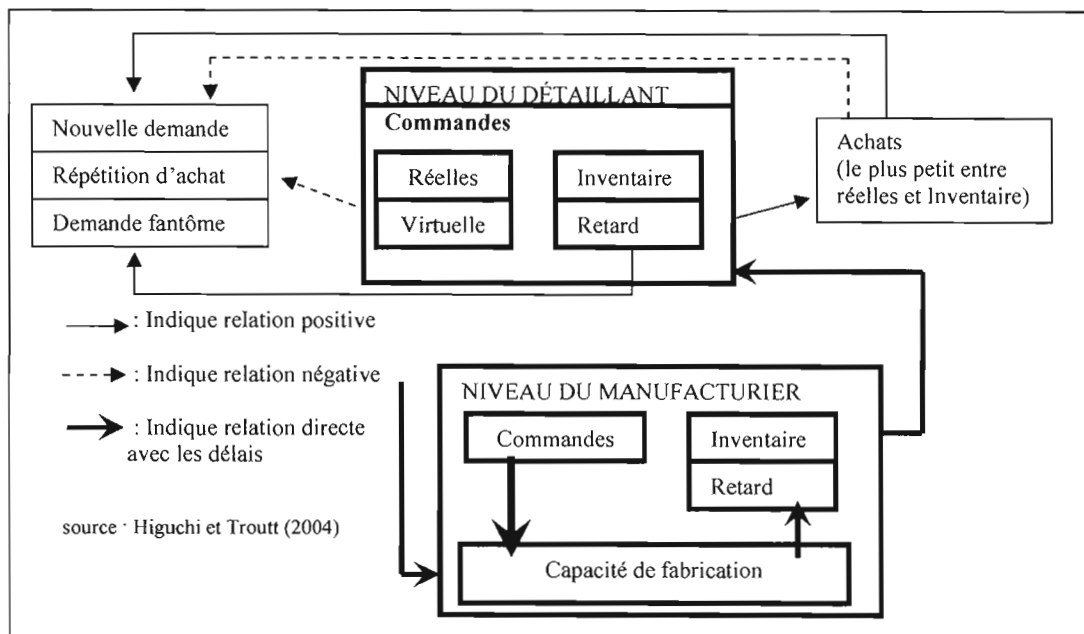 NIVEAU DU DÉTAILLANT
Commandes
Réelles
Virtuelle
Inventaire
Retard
Nouvelle demande
Répétition d'achat
Demande fantôme
Achats
(le plus petit entre
réelles et Inventaire)
: Indique relation positive
: Indique relation négative
: Indique relation directe
avec les délais
source : Higuchi et Troutt (2004)
NIVEAU DU MANUFACTURIER
Commandes
Inventaire
Retard
Capacité de fabrication